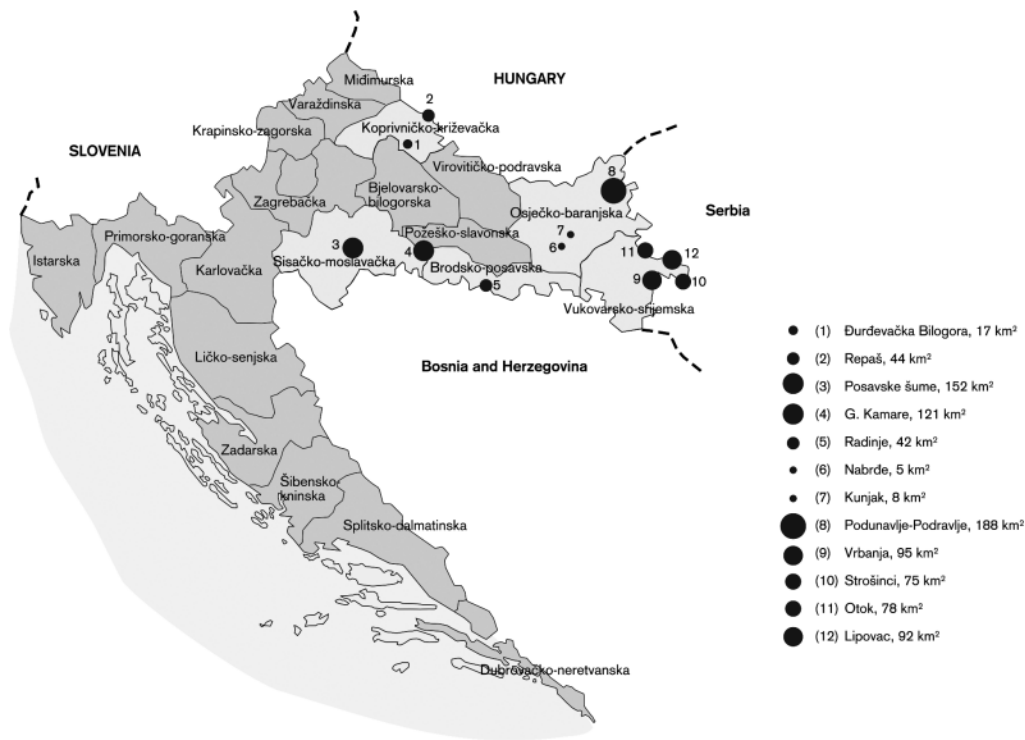 HUNGARY
SLOVENIA
Serbia
Bosnia and Herzegovina
Miđimurska
Varaždinska
Krapinsko-zagorska
Koprivničko-križevačka
2
1
Virovitičko-podravska
Zagrebačka
Bjelovarsko-
bilogorska
Osječko-baranjska
8
7
6
Primorsko-goranska
Istarska
Karlovačka
3
Sisačko-moslavačka
4
Požeško-slavonska
Brodsko-posavska
5
11
12
9
10
Vukovarsko-srijemska
Ličko-senjska
Zadarska
Šibensko-
kninska
Splitsko-dalmatinska
Dubrovačko-neretvanska
(1) Đurđevačka Bilogora, 17 km²
(2) Repaš, 44 km²
(3) Posavske šume, 152 km²
(4) G. Kamare, 121 km²
(5) Radinje, 42 km²
(6) Nabrđe, 5 km²
(7) Kunjak, 8 km²
(8) Podunavlje-Podravlje, 188 km²
(9) Vrbanja, 95 km²
(10) Strošinci, 75 km²
(11) Otok, 78 km²
(12) Lipovac, 92 km²